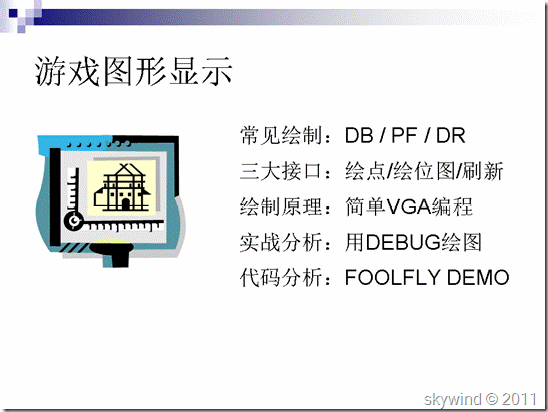 游戏图形显示
常见绘制：DB / PF / DR
三大接口：绘点/绘位图/刷新
绘制原理：简单VGA编程
实战分析：用DEBUG绘图
代码分析：FOOLFLY DEMO
skywind © 2011